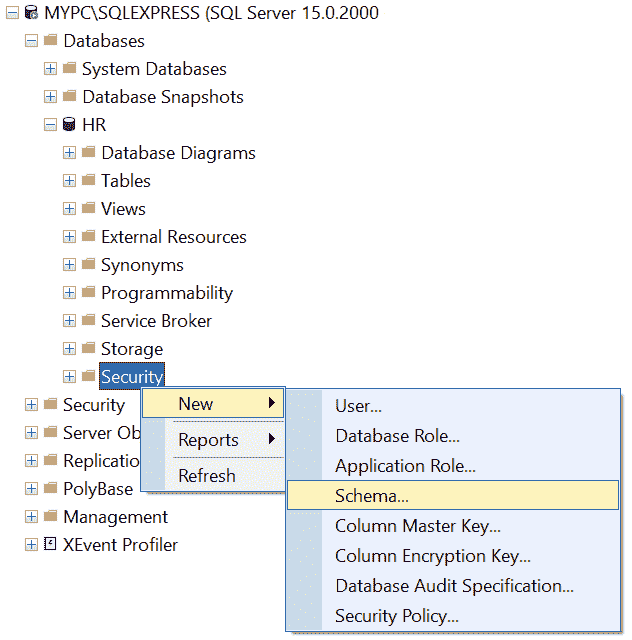 MYPC\SQLEXPRESS (SQL Server 15.0.2000
Databases
System Databases
Database Snapshots
HR
Database Diagrams
Tables
Views
External Resources
Synonyms
Programmability
Service Broker
Storage
Security
Security
Server Ob
Replicatio
PolyBase
Management
XEvent Profiler
New
Reports
Refresh
User...
Database Role...
Application Role...
Schema...
Column Master Key...
Column Encryption Key...
Database Audit Specification...
Security Policy...